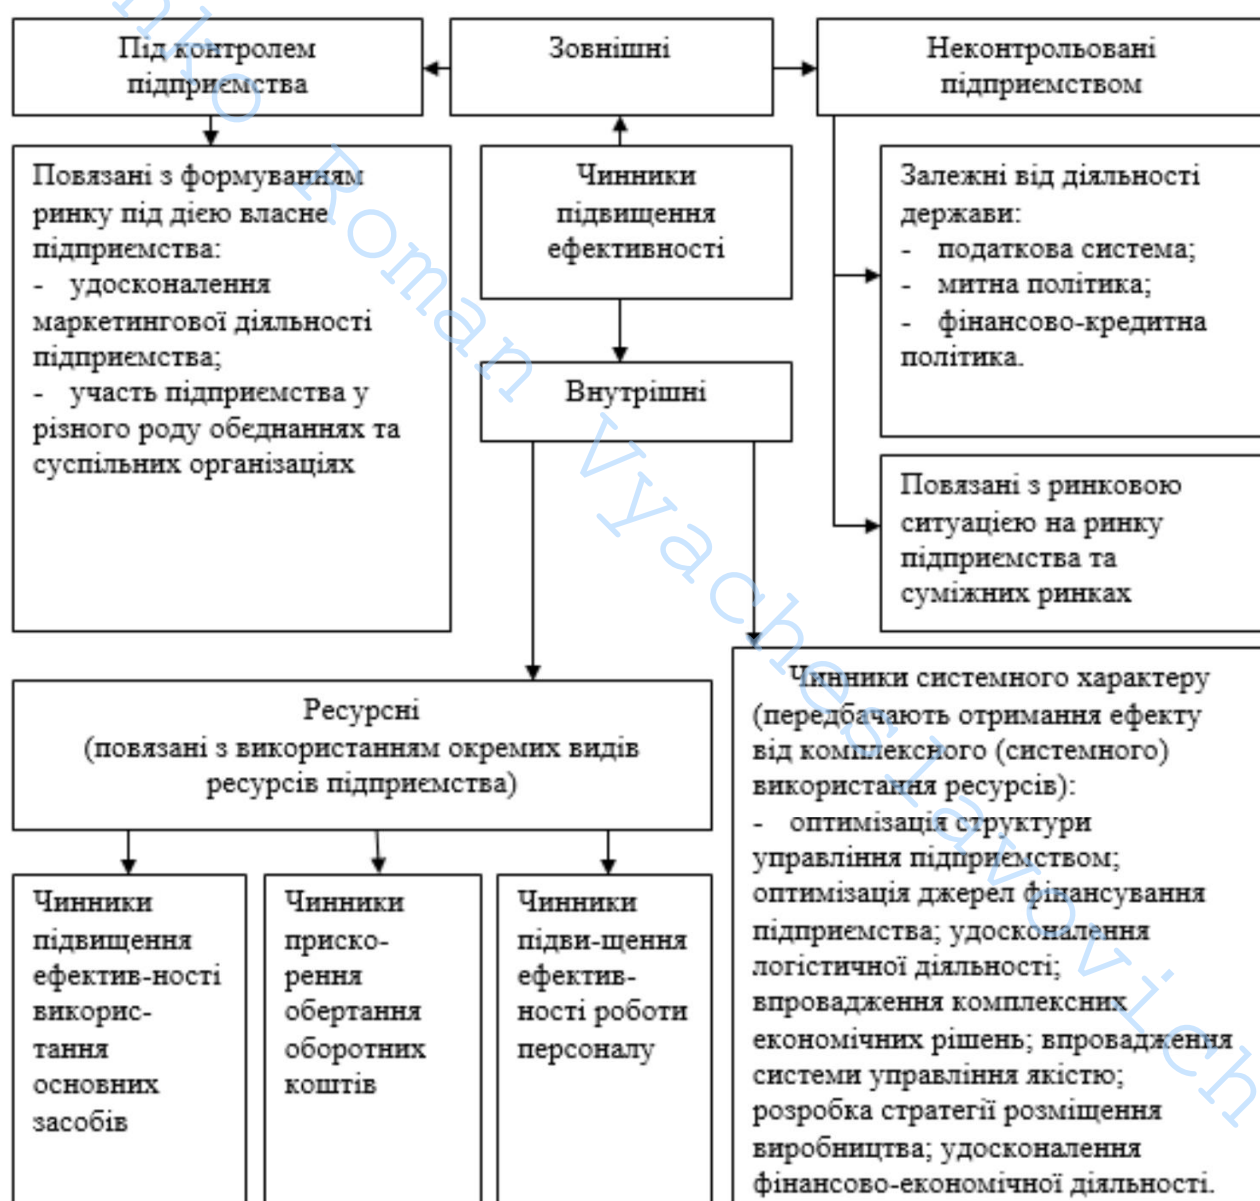 Під контролем
підприємства
Зовнішні
Неконтрольовані
підприємством
Повязані з формуванням
ринку під дією власне
підприємства:
- удосконалення
маркетингової діяльності
підприємства;
- участь підприємства у
різного роду обєднаннях та
суспільних організаціях
Чинники
підвищення
ефективності
Залежні від діяльності
держави:
- податкова система;
- митна політика;
- фінансово-кредитна
політика.
Внутрішні
Повязані з ринковою
ситуацією на ринку
підприємства та
суміжних ринках
Ресурсні
(повязані з використанням окремих видів
ресурсів підприємства)
Чинники системного характеру
(передбачають отримання ефекту
від комплексного (системного)
використання ресурсів):
- оптимізація структури
управління підприємством;
оптимізація джерел фінансування
підприємства; удосконалення
логістичної діяльності;
впровадження комплексних
економічних рішень; впровадження
системи управління якістю;
розробка стратегії розміщення
виробництва; удосконалення
фінансово-економічної діяльності.
Чинники
підвищення
ефектив-ності
викорис-
тання
основних
засобів
Чинники
приско-
рення
обертання
оборотних
коштів
Чинники
підви-щення
ефектив-
ності роботи
персоналу
Roman Vyacheslavovich